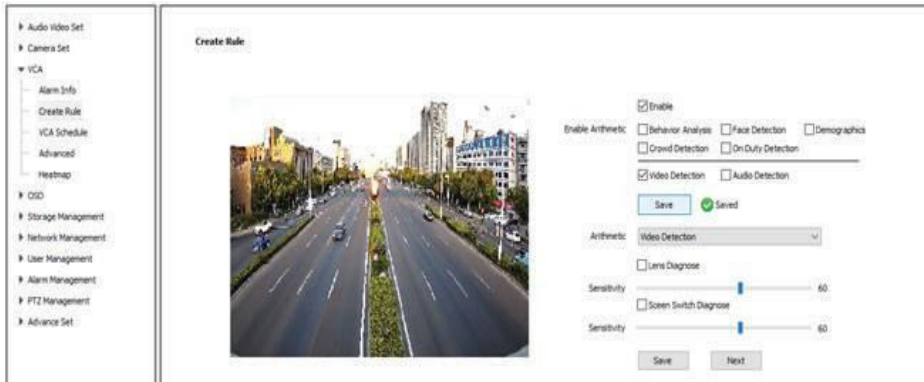 Audio Video Set
Camera Set
VCA
Alarm Info
Create Rule
VCA Schedule
Advanced
Heatmap
OSD
Storage Management
Network Management
User Management
Alarm Management
PTZ Management
Advance Set
Create Rule
Enable
Enable Arithmetic Behavior Analysis Face Detection Demographics
Crowd Detection On Duty Detection
Video Detection Audio Detection
Save Saved
Arithmetic Video Detection
Lens Diagnose
Sensitivity 60
Sceen Switch Diagnose
Sensitivity 60
Save Next